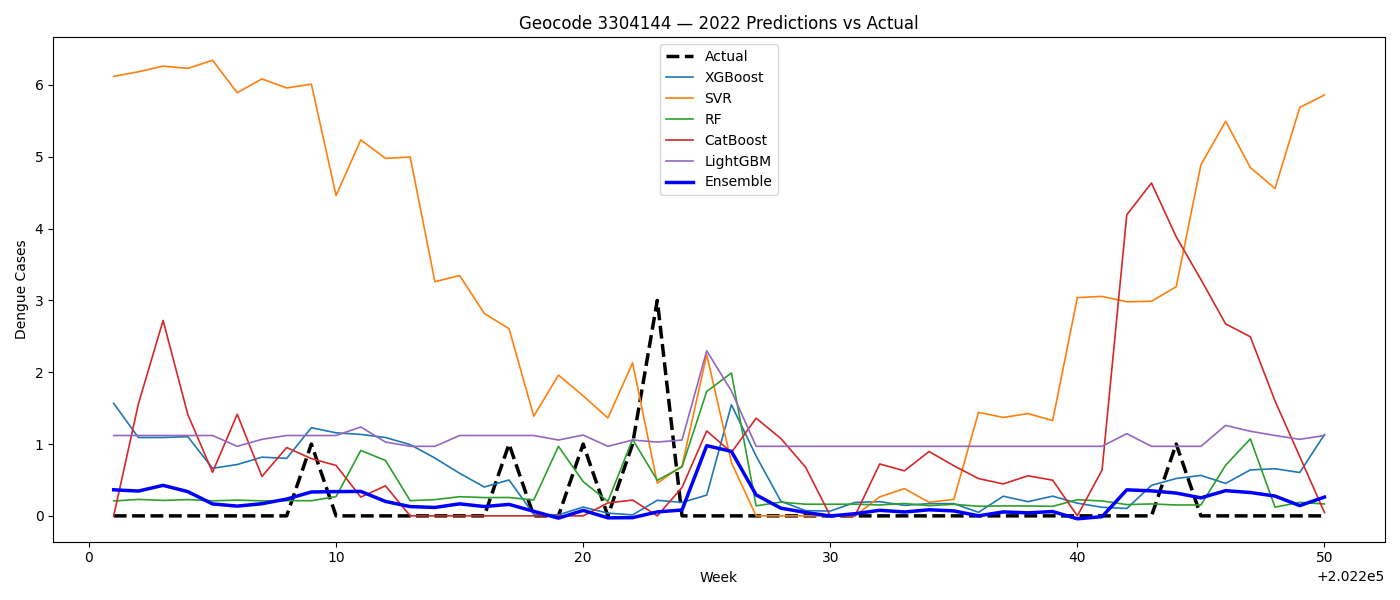 Geocode 3304144 — 2022 Predictions vs Actual
Actual
XGBoost
SVR
RF
CatBoost
LightGBM
Ensemble
Dengue Cases
6
5
4
3
2
1
0
0 10 20 30 40 50
Week
+2.022e5